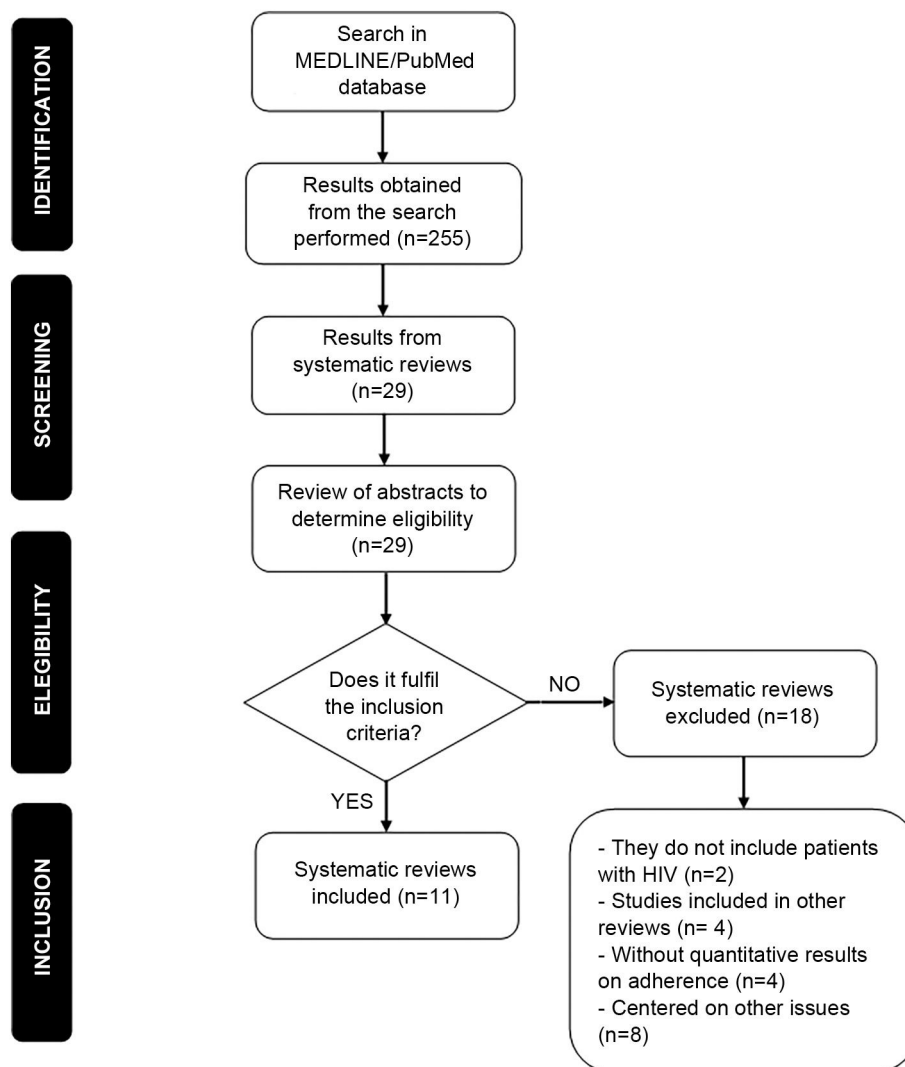 IDENTIFICATION
Search in
MEDLINE/PubMed
database
Results obtained
from the search
performed (n=255)
SCREENING
Results from
systematic reviews
(n=29)
Review of abstracts to
determine eligibility
(n=29)
ELEGIBILITY
Does it fulfil
the inclusion
criteria?
NO
Systematic reviews
excluded (n=18)
YES
INCLUSION
Systematic reviews
included (n=11)
- They do not include patients
with HIV (n=2)
- Studies included in other
reviews (n= 4)
- Without quantitative results
on adherence (n=4)
- Centered on other issues
(n=8)